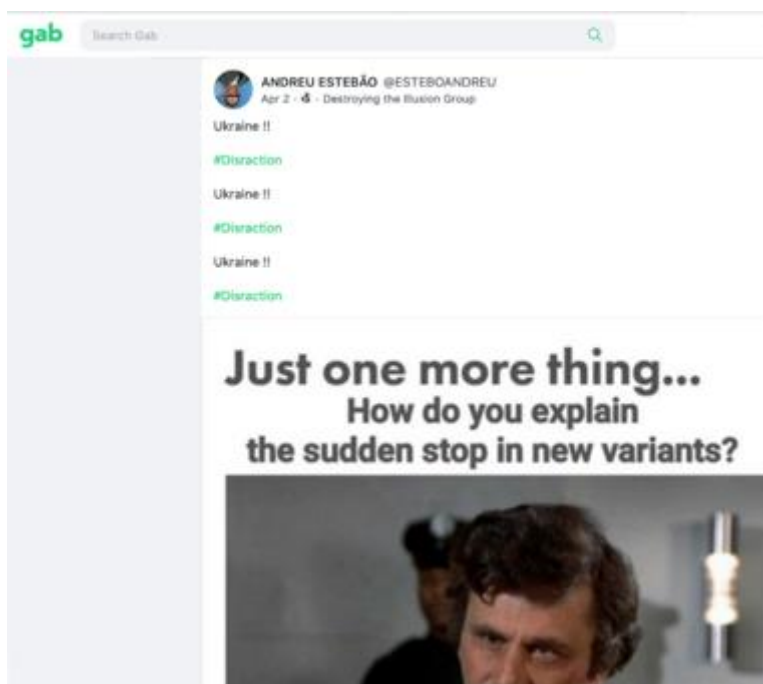 gab
Search Gab
ANDREU ESTEBÃO @ESTEBOANDREU
Apr 2 · · Destroying the Illusion Group
Ukraine !!
#Disraction
Ukraine !!
#Disraction
Ukraine !!
#Disraction
Just one more thing...
How do you explain
the sudden stop in new variants?